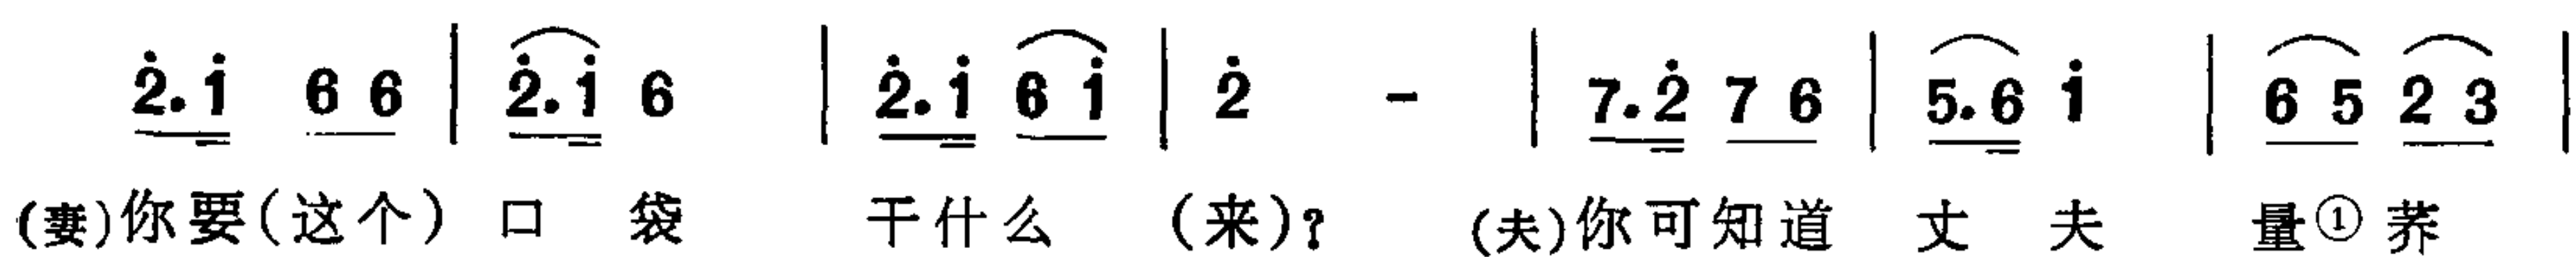 2̇.1̇ 6 6 | 2̇.1̇ 6 | 2̇.1̇ 6 1̇ | 2̇ - | 7.2̇ 7 6 | 5.6 1̇ | 6 5 2 3 |
(妻)你要(这个) 口 袋 干什么 (来)? (夫)你可知道 丈 夫 量① 荞